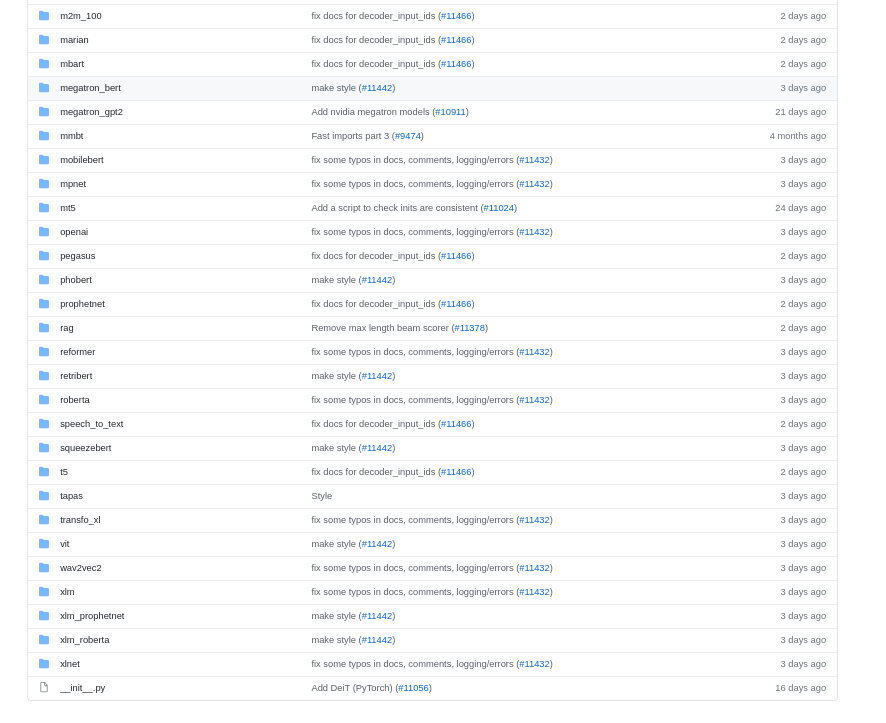 m2m_100 fix docs for decoder_input_ids (#11466) 2 days ago
marian fix docs for decoder_input_ids (#11466) 2 days ago
mbart fix docs for decoder_input_ids (#11466) 2 days ago
megatron_bert make style (#11442) 3 days ago
megatron_gpt2 Add nvidia megatron models (#10911) 21 days ago
mmbt Fast imports part 3 (#9474) 4 months ago
mobilebert fix some typos in docs, comments, logging/errors (#11432) 3 days ago
mpnet fix some typos in docs, comments, logging/errors (#11432) 3 days ago
mt5 Add a script to check inits are consistent (#11024) 24 days ago
openai fix some typos in docs, comments, logging/errors (#11432) 3 days ago
pegasus fix docs for decoder_input_ids (#11466) 2 days ago
phobert make style (#11442) 3 days ago
prophetnet fix docs for decoder_input_ids (#11466) 2 days ago
rag Remove max length beam scorer (#11378) 2 days ago
reformer fix some typos in docs, comments, logging/errors (#11432) 3 days ago
retribert make style (#11442) 3 days ago
roberta fix some typos in docs, comments, logging/errors (#11432) 3 days ago
speech_to_text fix docs for decoder_input_ids (#11466) 2 days ago
squeezebert make style (#11442) 3 days ago
t5 fix docs for decoder_input_ids (#11466) 2 days ago
tapas Style 3 days ago
transfo_xl fix some typos in docs, comments, logging/errors (#11432) 3 days ago
vit make style (#11442) 3 days ago
wav2vec2 fix some typos in docs, comments, logging/errors (#11432) 3 days ago
xlm fix some typos in docs, comments, logging/errors (#11432) 3 days ago
xlm_prophetnet make style (#11442) 3 days ago
xlm_roberta make style (#11442) 3 days ago
xlnet fix some typos in docs, comments, logging/errors (#11432) 3 days ago
__init__.py Add DeiT (PyTorch) (#11056) 16 days ago